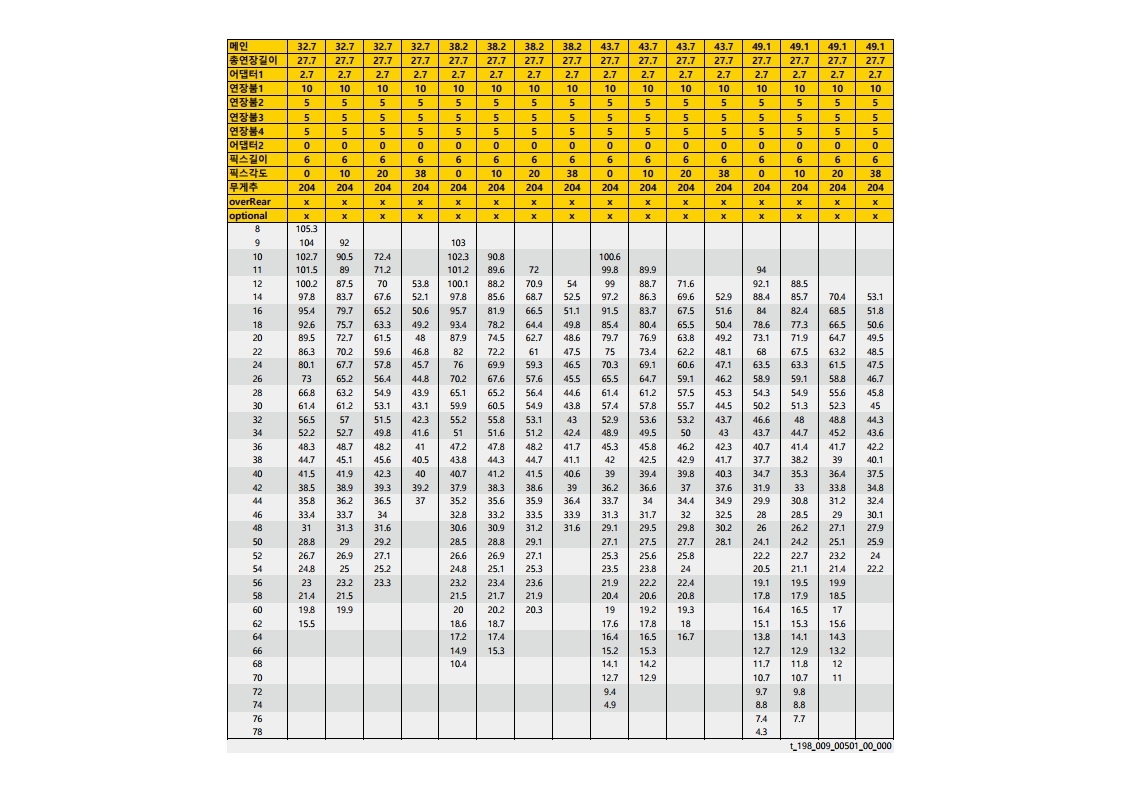 메인 32.7 32.7 32.7 32.7 38.2 38.2 38.2 38.2 43.7 43.7 43.7 43.7 49.1 49.1 49.1 49.1
총연장길이 27.7 27.7 27.7 27.7 27.7 27.7 27.7 27.7 27.7 27.7 27.7 27.7 27.7 27.7 27.7 27.7
어댑터1 2.7 2.7 2.7 2.7 2.7 2.7 2.7 2.7 2.7 2.7 2.7 2.7 2.7 2.7 2.7 2.7
연장붐1 10 10 10 10 10 10 10 10 10 10 10 10 10 10 10 10
연장붐2 5 5 5 5 5 5 5 5 5 5 5 5 5 5 5 5
연장붐3 5 5 5 5 5 5 5 5 5 5 5 5 5 5 5 5
연장붐4 5 5 5 5 5 5 5 5 5 5 5 5 5 5 5 5
어댑터2 0 0 0 0 0 0 0 0 0 0 0 0 0 0 0 0
픽스길이 6 6 6 6 6 6 6 6 6 6 6 6 6 6 6 6
픽스각도 0 10 20 38 0 10 20 38 0 10 20 38 0 10 20 38
무게추 204 204 204 204 204 204 204 204 204 204 204 204 204 204 204 204
overRear x x x x x x x x x x x x x x x x
optional x x x x x x x x x x x x x x x x
8 105.3
9 104 92 103
10 102.7 90.5 72.4 102.3 90.8 100.6
11 101.5 89 71.2 101.2 89.6 72 99.8 89.9 94
12 100.2 87.5 70 53.8 100.1 88.2 70.9 54 99 88.7 71.6 92.1 88.5
14 97.8 83.7 67.6 52.1 97.8 85.6 68.7 52.5 97.2 86.3 69.6 52.9 88.4 85.7 70.4 53.1
16 95.4 79.7 65.2 50.6 95.7 81.9 66.5 51.1 91.5 83.7 67.5 51.6 84 82.4 68.5 51.8
18 92.6 75.7 63.3 49.2 93.4 78.2 64.4 49.8 85.4 80.4 65.5 50.4 78.6 77.3 66.5 50.6
20 89.5 72.7 61.5 48 87.9 74.5 62.7 48.6 79.7 76.9 63.8 49.2 73.1 71.9 64.7 49.5
22 86.3 70.2 59.6 46.8 82 72.2 61 47.5 75 73.4 62.2 48.1 68 67.5 63.2 48.5
24 80.1 67.7 57.8 45.7 76 69.9 59.3 46.5 70.3 69.1 60.6 47.1 63.5 63.3 61.5 47.5
26 73 65.2 56.4 44.8 70.2 67.6 57.6 45.5 65.5 64.7 59.1 46.2 58.9 59.1 58.8 46.7
28 66.8 63.2 54.9 43.9 65.1 65.2 56.4 44.6 61.4 61.2 57.5 45.3 54.3 54.9 55.6 45.8
30 61.4 61.2 53.1 43.1 59.9 60.5 54.9 43.8 57.4 57.8 55.7 44.5 50.2 51.3 52.3 45
32 56.5 57 51.5 42.3 55.2 55.8 53.1 43 52.9 53.6 53.2 43.7 46.6 48 48.8 44.3
34 52.2 52.7 49.8 41.6 51 51.6 51.2 42.4 48.9 49.5 50 43 43.7 44.7 45.2 43.6
36 48.3 48.7 48.2 41 47.2 47.8 48.2 41.7 45.3 45.8 46.2 42.3 40.7 41.4 41.7 42.2
38 44.7 45.1 45.6 40.5 43.8 44.3 44.7 41.1 42 42.5 42.9 41.7 37.7 38.2 39 40.1
40 41.5 41.9 42.3 40 40.7 41.2 41.5 40.6 39 39.4 39.8 40.3 34.7 35.3 36.4 37.5
42 38.5 38.9 39.3 39.2 37.9 38.3 38.6 39 36.2 36.6 37 37.6 31.9 33 33.8 34.8
44 35.8 36.2 36.5 37 35.2 35.6 35.9 36.4 33.7 34 34.4 34.9 29.9 30.8 31.2 32.4
46 33.4 33.7 34 32.8 33.2 33.5 33.9 31.3 31.7 32 32.5 28 28.5 29 30.1
48 31 31.3 31.6 30.6 30.9 31.2 31.6 29.1 29.5 29.8 30.2 26 26.2 27.1 27.9
50 28.8 29 29.2 28.5 28.8 29.1 27.1 27.5 27.7 28.1 24.1 24.2 25.1 25.9
52 26.7 26.9 27.1 26.6 26.9 27.1 25.3 25.6 25.8 22.2 22.7 23.2 24
54 24.8 25 25.2 24.8 25.1 25.3 23.5 23.8 24 20.5 21.1 21.4 22.2
56 23 23.2 23.3 23.2 23.4 23.6 21.9 22.2 22.4 19.1 19.5 19.9
58 21.4 21.5 21.5 21.7 21.9 20.4 20.6 20.8 17.8 17.9 18.5
60 19.8 19.9 20 20.2 20.3 19 19.2 19.3 16.4 16.5 17
62 15.5 18.6 18.7 17.6 17.8 18 15.1 15.3 15.6
64 17.2 17.4 16.4 16.5 16.7 13.8 14.1 14.3
66 14.9 15.3 15.2 15.3 12.7 12.9 13.2
68 10.4 14.1 14.2 11.7 11.8 12
70 12.7 12.9 10.7 10.7 11
72 9.4 9.7 9.8
74 4.9 8.8 8.8
76 7.4 7.7
78 4.3
t_198_009_00501_00_000